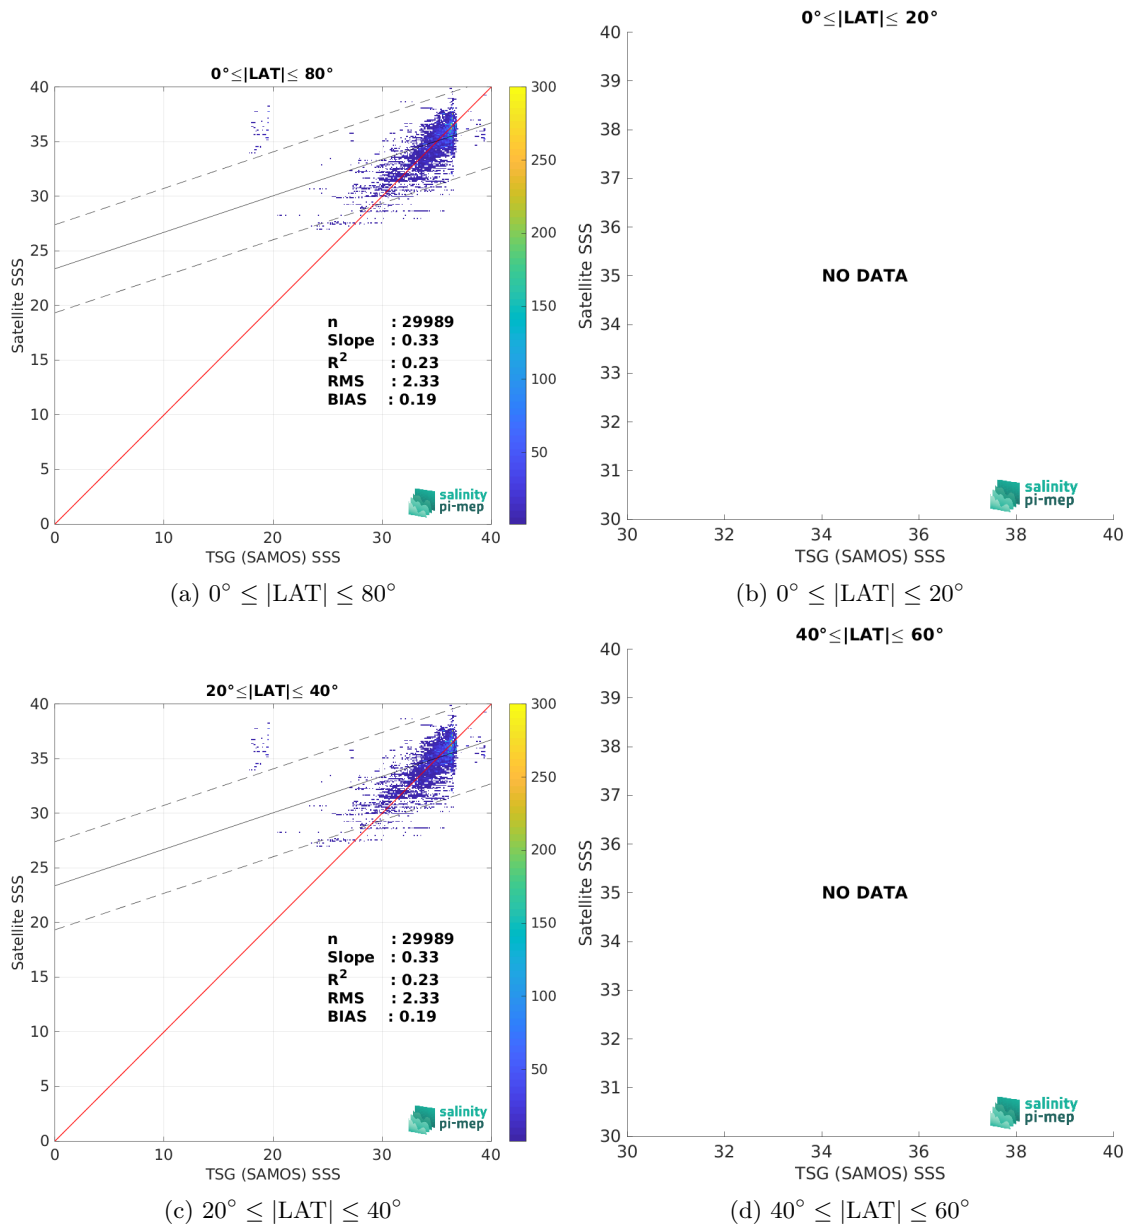 0°≤|LAT|≤ 80°
40
35
30
25
20
15
10
5
0
Satellite SSS
n : 29989
Slope : 0.33
R² : 0.23
RMS : 2.33
BIAS : 0.19
salinity
pi-mep
0 10 20 30 40
TSG (SAMOS) SSS
300
250
200
150
100
50
(a) 0° ≤ |LAT| ≤ 80°
0°≤|LAT|≤ 20°
40
39
38
37
36
35
34
33
32
31
30
Satellite SSS
NO DATA
salinity
pi-mep
30 32 34 36 38 40
TSG (SAMOS) SSS
(b) 0° ≤ |LAT| ≤ 20°
20°≤|LAT|≤ 40°
40
35
30
25
20
15
10
5
0
Satellite SSS
n : 29989
Slope : 0.33
R² : 0.23
RMS : 2.33
BIAS : 0.19
salinity
pi-mep
0 10 20 30 40
TSG (SAMOS) SSS
300
250
200
150
100
50
(c) 20° ≤ |LAT| ≤ 40°
40°≤|LAT|≤ 60°
40
39
38
37
36
35
34
33
32
31
30
Satellite SSS
NO DATA
salinity
pi-mep
30 32 34 36 38 40
TSG (SAMOS) SSS
(d) 40° ≤ |LAT| ≤ 60°